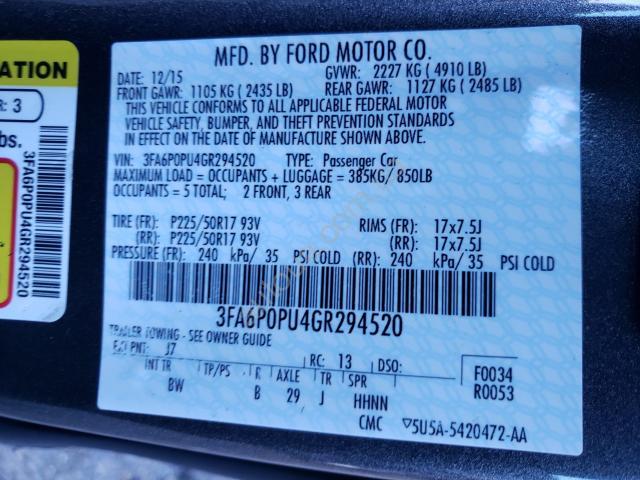 MFD. BY FORD MOTOR CO.
DATE: 12/15 GVWR: 2227 KG ( 4910 LB)
FRONT GAWR: 1105 KG ( 2435 LB) REAR GAWR: 1127 KG ( 2485 LB)
THIS VEHICLE CONFORMS TO ALL APPLICABLE FEDERAL MOTOR
VEHICLE SAFETY, BUMPER, AND THEFT PREVENTION STANDARDS
IN EFFECT ON THE DATE OF MANUFACTURE SHOWN ABOVE.
VIN: 3FA6P0PU4GR294520 TYPE: Passenger Car
MAXIMUM LOAD = OCCUPANTS + LUGGAGE = 385KG/ 850LB
OCCUPANTS = 5 TOTAL; 2 FRONT, 3 REAR
TIRE (FR): P225/50R17 93V RIMS (FR): 17x7.5J
(RR): P225/50R17 93V (RR): 17x7.5J
PRESSURE (FR): 240 kPa/ 35 PSI COLD (RR): 240 kPa/ 35 PSI COLD
3FA6P0PU4GR294520
TRAILER TOWING - SEE OWNER GUIDE
EXT PNT: J7 RC: 13 DSO: F0034
R0053
INT TR TP/PS R AXLE TR SPR
BW B 29 J HHNN
CMC ▽5U5A-5420472-AA
ATION
R: 3
bs.
3FA6P0PU4GR294520